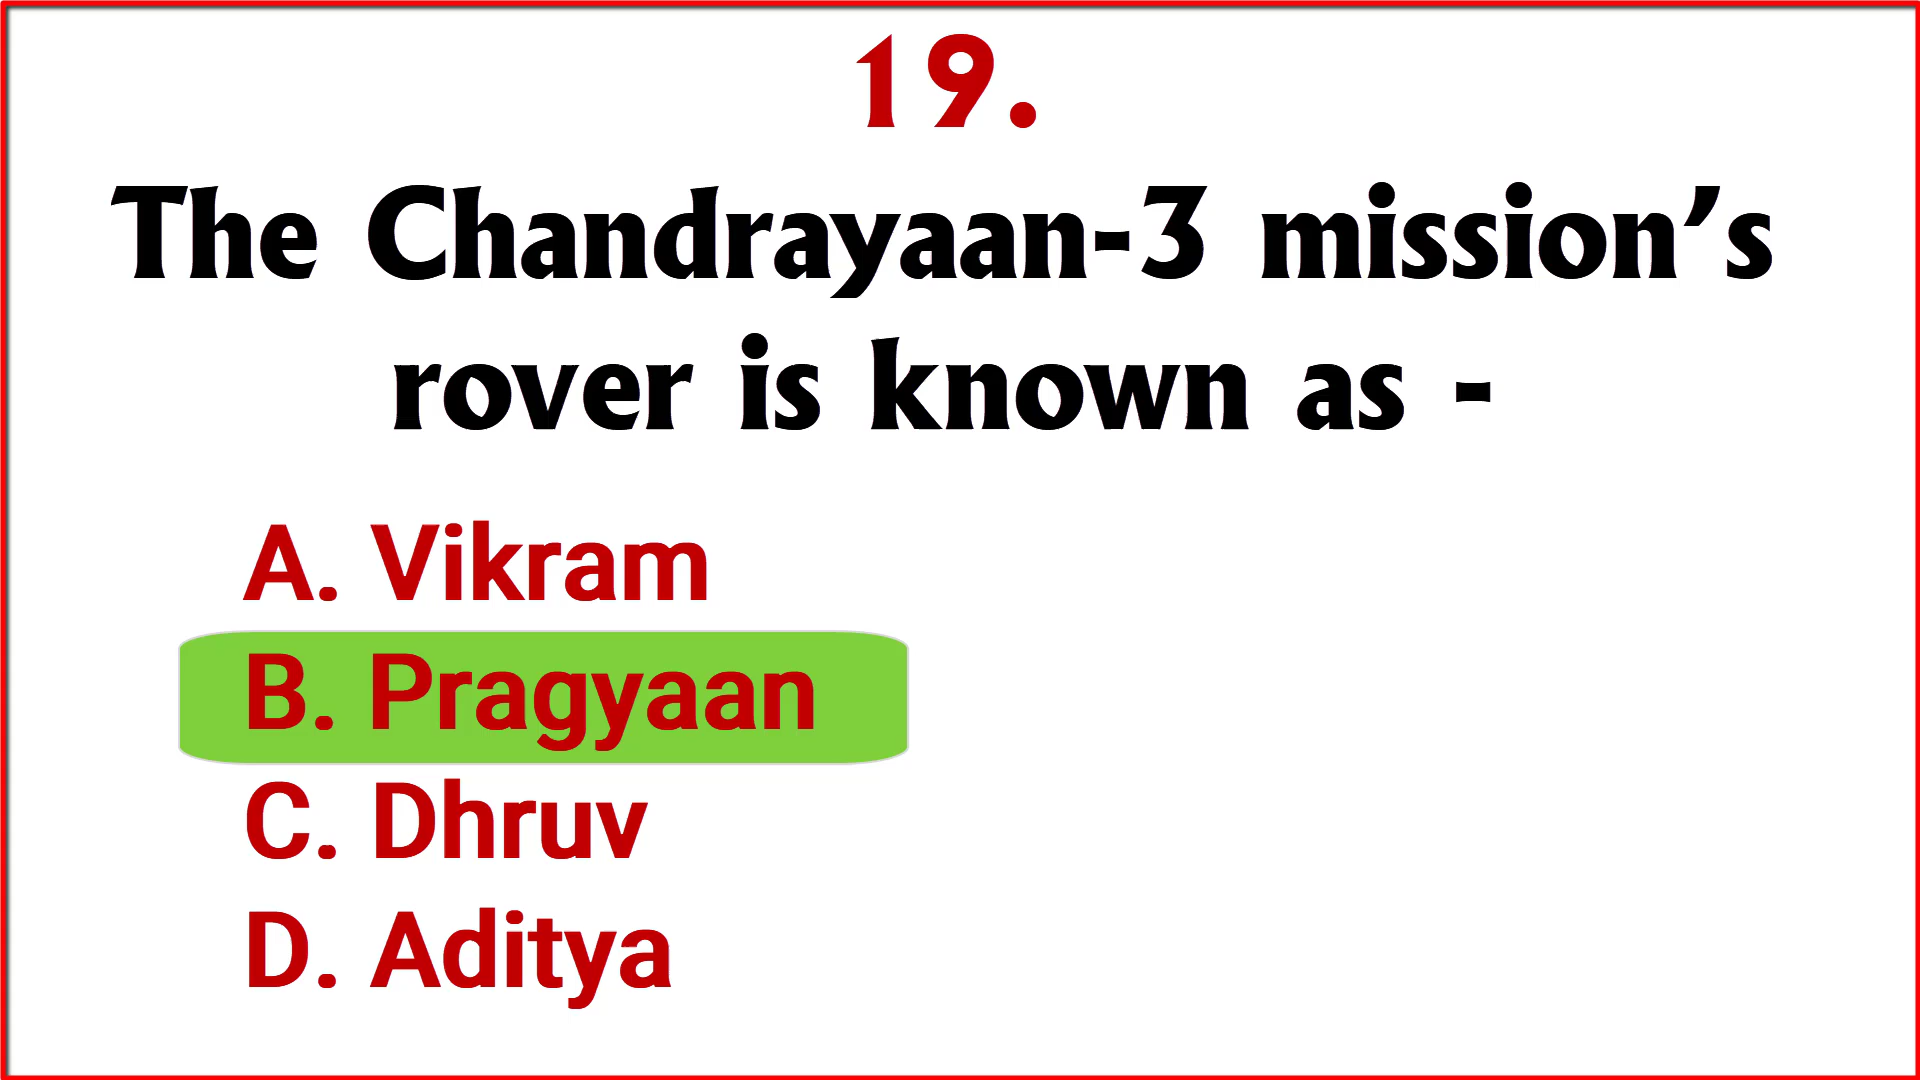 19.
The Chandrayaan-3 mission’s
rover is known as -
A. Vikram
B. Pragyaan
C. Dhruv
D. Aditya